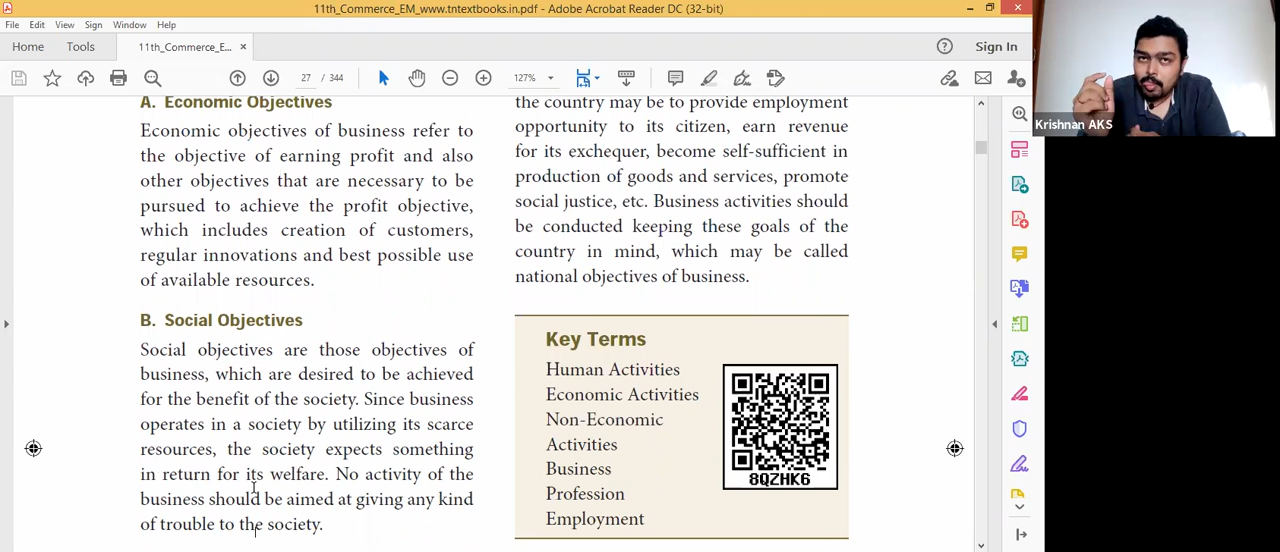 11th_Commerce_EM_www.tntextbooks.in.pdf - Adobe Acrobat Reader DC (32-bit)
File Edit View Sign Window Help
Home Tools 11th_Commerce_E... × Sign In
27 / 344 127%
A. Economic Objectives
Economic objectives of business refer to
the objective of earning profit and also
other objectives that are necessary to be
pursued to achieve the profit objective,
which includes creation of customers,
regular innovations and best possible use
of available resources.
B. Social Objectives
Social objectives are those objectives of
business, which are desired to be achieved
for the benefit of the society. Since business
operates in a society by utilizing its scarce
resources, the society expects something
in return for its welfare. No activity of the
business should be aimed at giving any kind
of trouble to the society.
the country may be to provide employment
opportunity to its citizen, earn revenue
for its exchequer, become self-sufficient in
production of goods and services, promote
social justice, etc. Business activities should
be conducted keeping these goals of the
country in mind, which may be called
national objectives of business.
Key Terms
Human Activities
Economic Activities
Non-Economic
Activities
Business
Profession
Employment
8QZHK6
Krishnan AKS